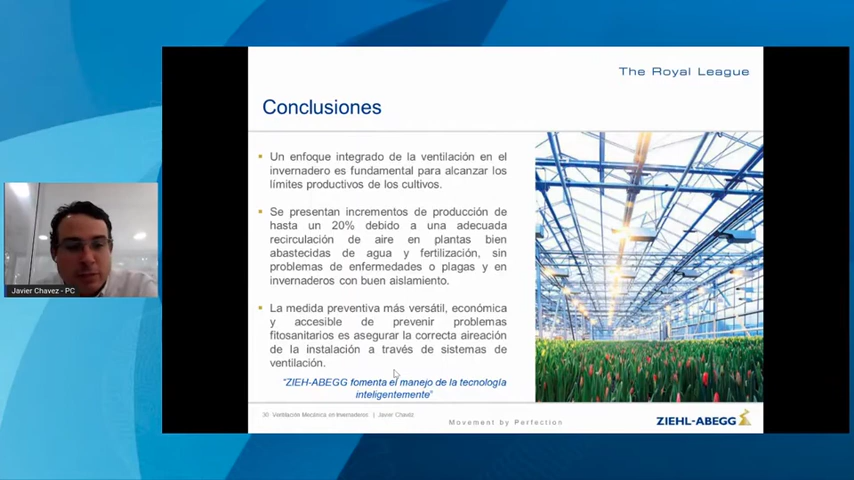 The Royal League
Conclusiones
Un enfoque integrado de la ventilación en el
invernadero es fundamental para alcanzar los
límites productivos de los cultivos.
Se presentan incrementos de producción de
hasta un 20% debido a una adecuada
recirculación de aire en plantas bien
abastecidas de agua y fertilización, sin
problemas de enfermedades o plagas y en
invernaderos con buen aislamiento.
La medida preventiva más versátil, económica
y accesible de prevenir problemas
fitosanitarios es asegurar la correcta aireación
de la instalación a través de sistemas de
ventilación.
"ZIEH-ABEGG fomenta el manejo de la tecnología
inteligentemente"
Javier Chavez - PC
30 Ventilación Mecánica en Invernaderos | Javier Chavéz
Movement by Perfection
ZIEHL-ABEGG